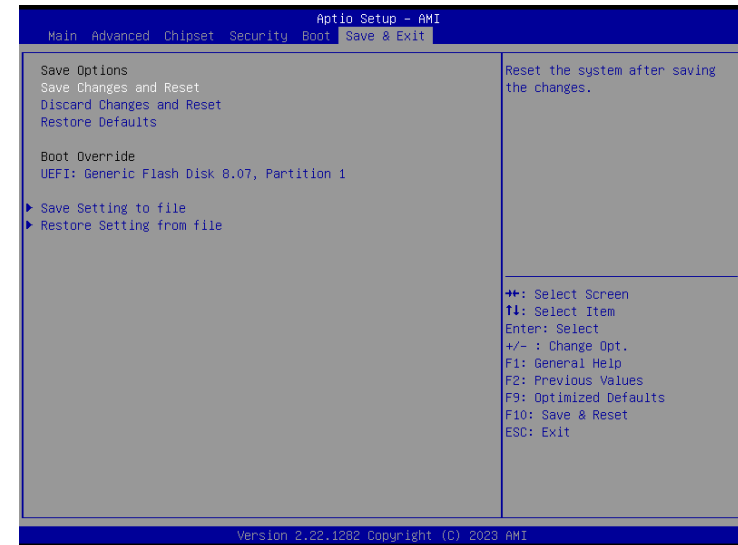 Aptio Setup – AMI
Main Advanced Chipset Security Boot Save & Exit
Save Options
Save Changes and Reset
Discard Changes and Reset
Restore Defaults
Boot Override
UEFI: Generic Flash Disk 8.07, Partition 1
▶ Save Setting to file
▶ Restore Setting from file
Reset the system after saving
the changes.
→←: Select Screen
↑↓: Select Item
Enter: Select
+/– : Change Opt.
F1: General Help
F2: Previous Values
F9: Optimized Defaults
F10: Save & Reset
ESC: Exit
Version 2.22.1282 Copyright (C) 2023 AMI